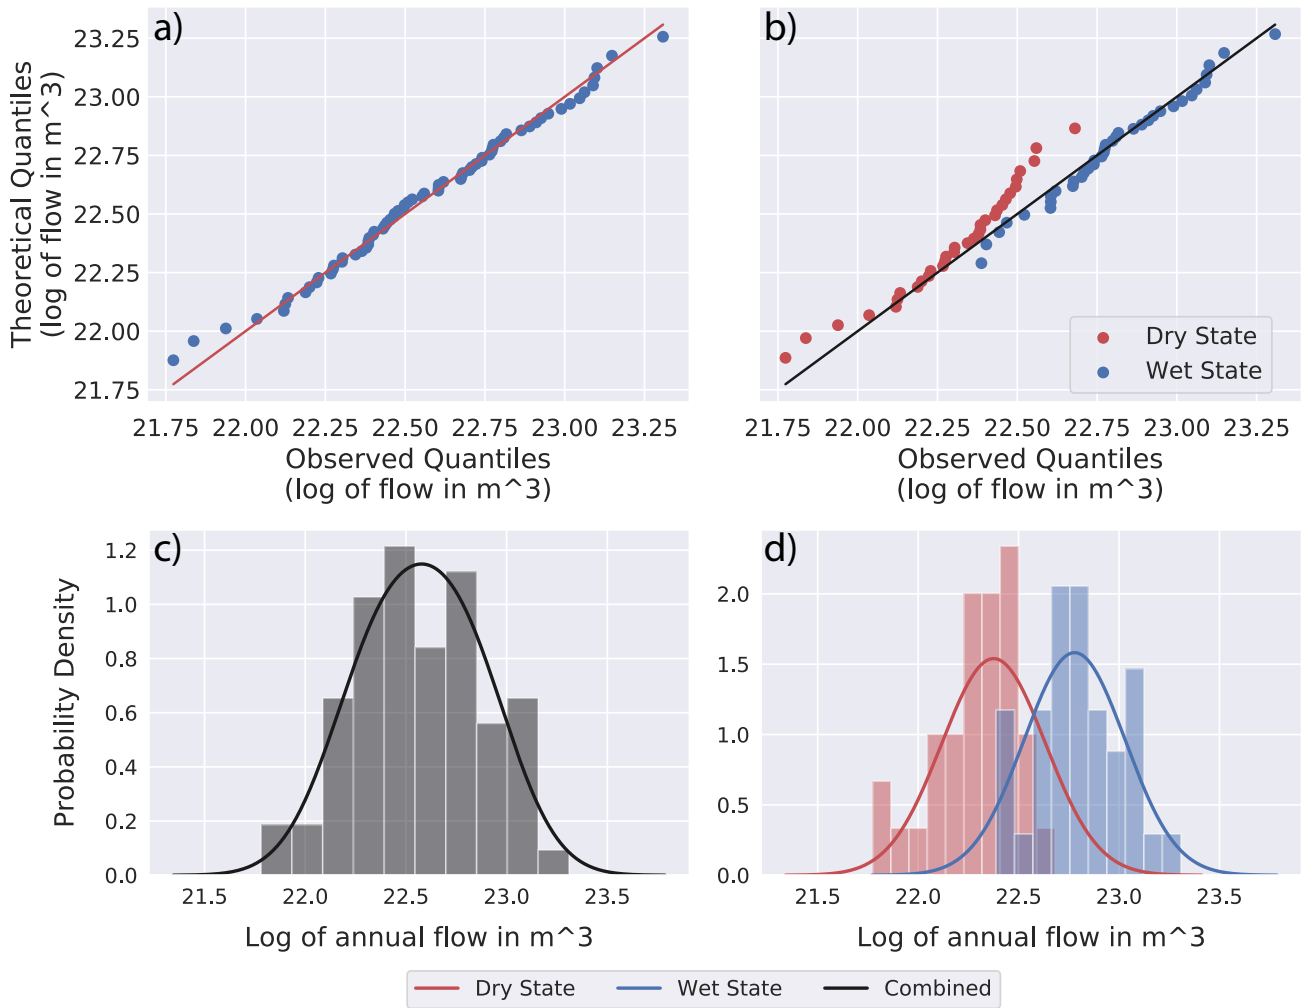 a)
23.25
23.00
22.75
22.50
22.25
22.00
21.75
Theoretical Quantiles
(log of flow in m^3)
21.75 22.00 22.25 22.50 22.75 23.00 23.25
Observed Quantiles
(log of flow in m^3)
b)
Dry State
Wet State
21.75 22.00 22.25 22.50 22.75 23.00 23.25
Observed Quantiles
(log of flow in m^3)
c)
1.2
1.0
0.8
0.6
0.4
0.2
0.0
Probability Density
21.5 22.0 22.5 23.0 23.5
Log of annual flow in m^3
d)
2.0
1.5
1.0
0.5
0.0
21.5 22.0 22.5 23.0 23.5
Log of annual flow in m^3
Dry State Wet State Combined